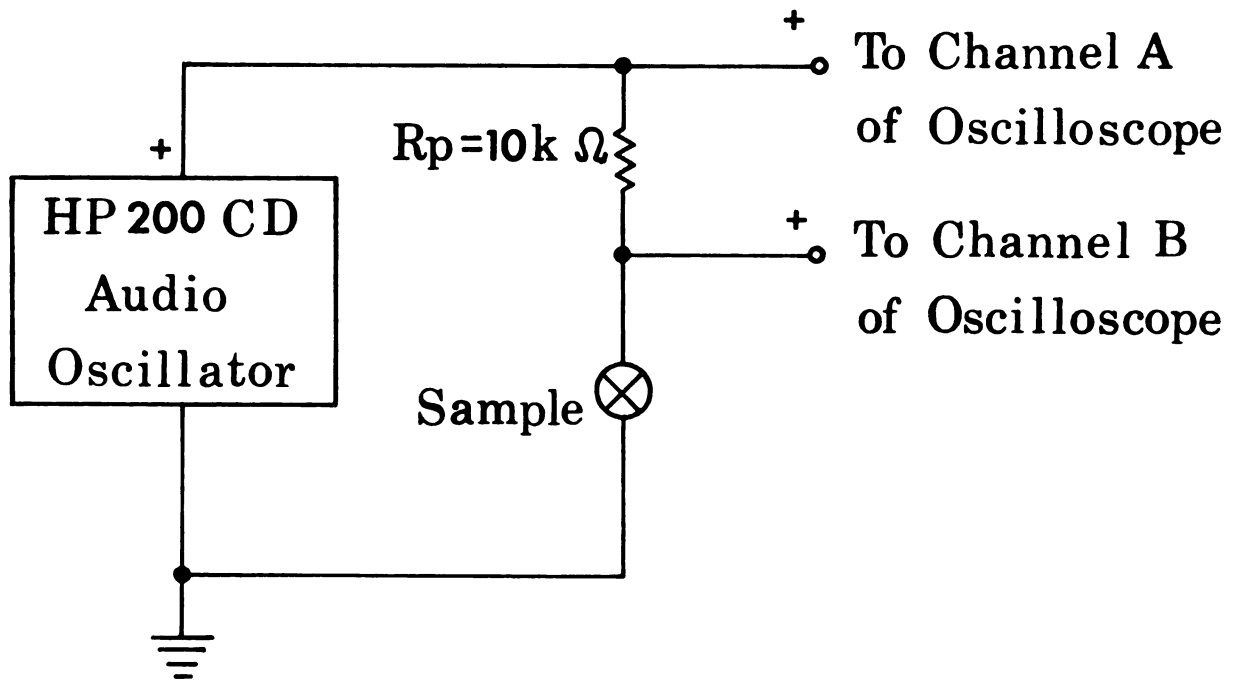 +
To Channel A
of Oscilloscope
+
Rp=10k Ω
HP 200 CD
Audio
Oscillator
+
To Channel B
of Oscilloscope
Sample